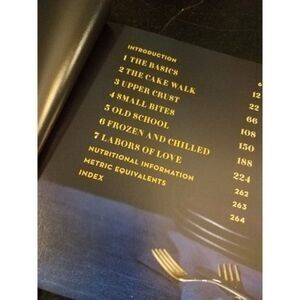 INTRODUCTION 6
1 THE BASICS 12
2 THE CAKE WALK 22
3 UPPER CRUST 66
4 SMALL BITES 108
5 OLD SCHOOL 150
6 FROZEN AND CHILLED 188
7 LABORS OF LOVE 224
NUTRITIONAL INFORMATION 262
METRIC EQUIVALENTS 263
INDEX 264